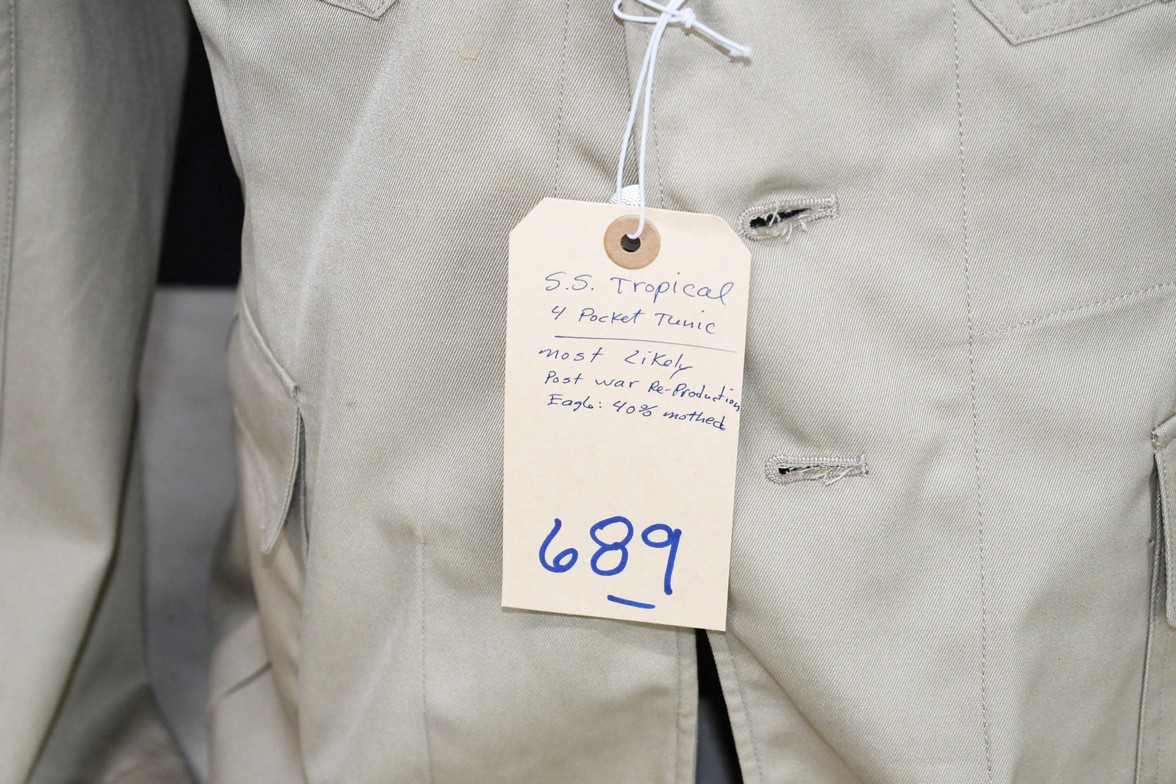 S.S. Tropical
4 Pocket Tunic
most likely
Post war Re-Production
Eagle: 40% mothed
689